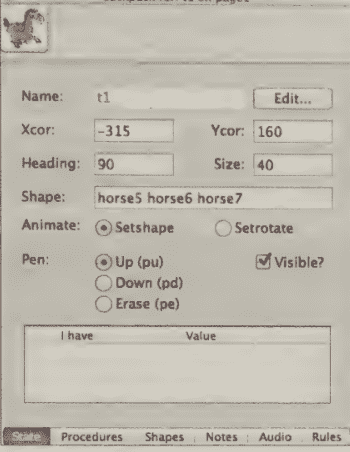 Name: t1 Edit...
Xcor: -315 Ycor: 160
Heading: 90 Size: 40
Shape: horse5 horse6 horse7
Animate: Setshape Setrotate
Pen: Up (pu) Visible?
Down (pd)
Erase (pe)
I have Value
State Procedures Shapes Notes Audio Rules